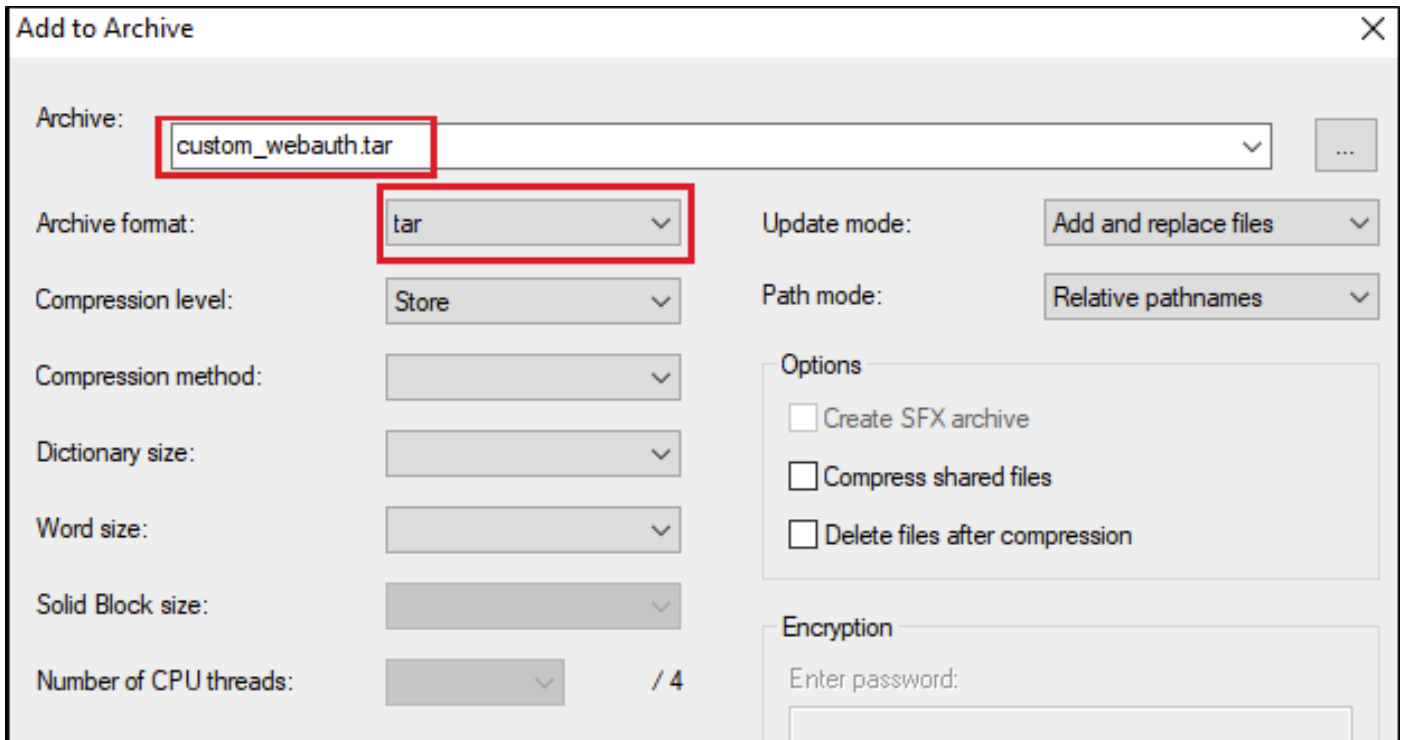 Add to Archive
Archive:
custom_webauth.tar
...
Archive format:
tar
Update mode:
Add and replace files
Compression level:
Store
Path mode:
Relative pathnames
Compression method:
Options
Create SFX archive
Dictionary size:
Compress shared files
Word size:
Delete files after compression
Solid Block size:
Encryption
Number of CPU threads:
/ 4
Enter password: